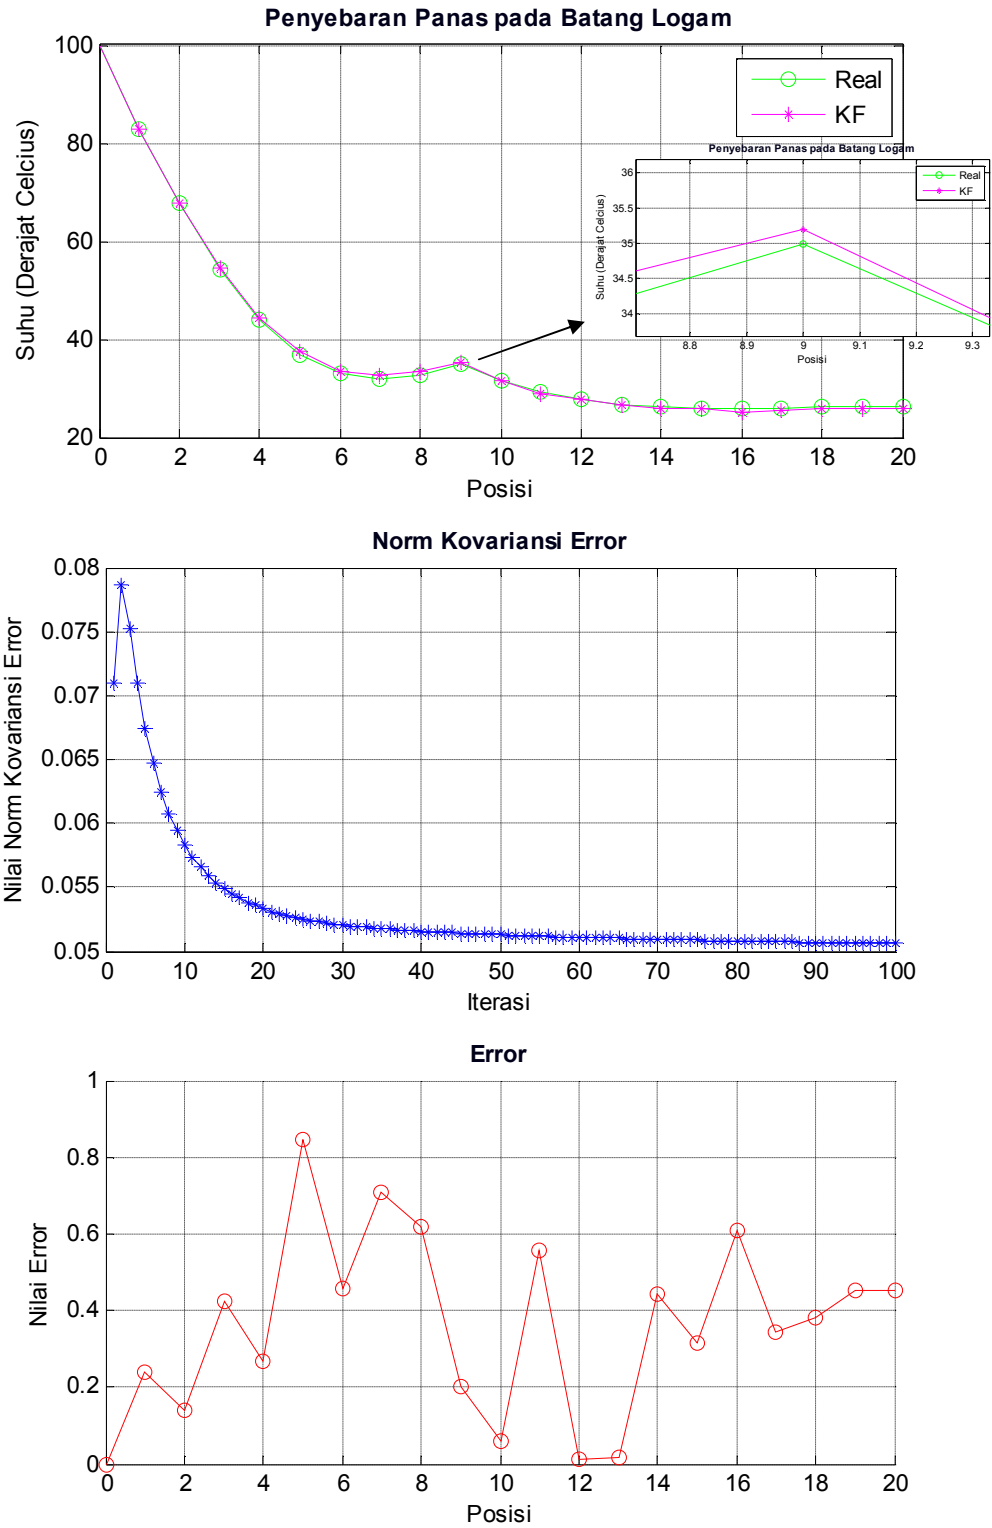 Penyebaran Panas pada Batang Logam
100
80
60
40
20
Suhu (Derajat Celcius)
0 2 4 6 8 10 12 14 16 18 20
Posisi
Real
KF
Penyebaran Panas pada Batang Logam
36
35.5
35
34.5
34
Suhu (Derajat Celcius)
8.8 8.9 9 9.1 9.2 9.3
Posisi
Real
KF
Norm Kovariansi Error
0.08
0.075
0.07
0.065
0.06
0.055
0.05
Nilai Norm Kovariansi Error
0 10 20 30 40 50 60 70 80 90 100
Iterasi
Error
1
0.8
0.6
0.4
0.2
0
Nilai Error
0 2 4 6 8 10 12 14 16 18 20
Posisi